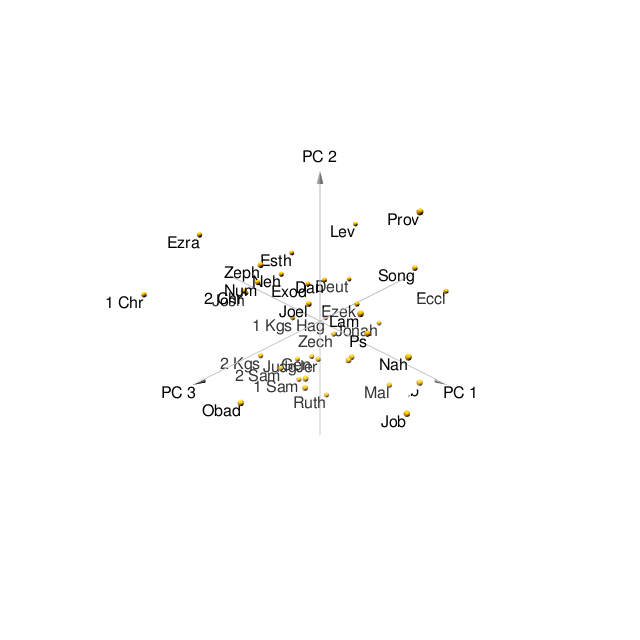 PC 2
Prov
Lev
Ezra
Esth
Zeph
Neh
Song
Num
Exod
Dan
Deut
Eccl
1 Chr
2 Chr
Josh
Joel
Ezek
Lam
1 Kgs
Hag
Jonah
Zech
Ps
2 Kgs
Judg
Gen
Jer
Nah
2 Sam
1 Sam
PC 3
Mal
PC 1
Ruth
Obad
Job